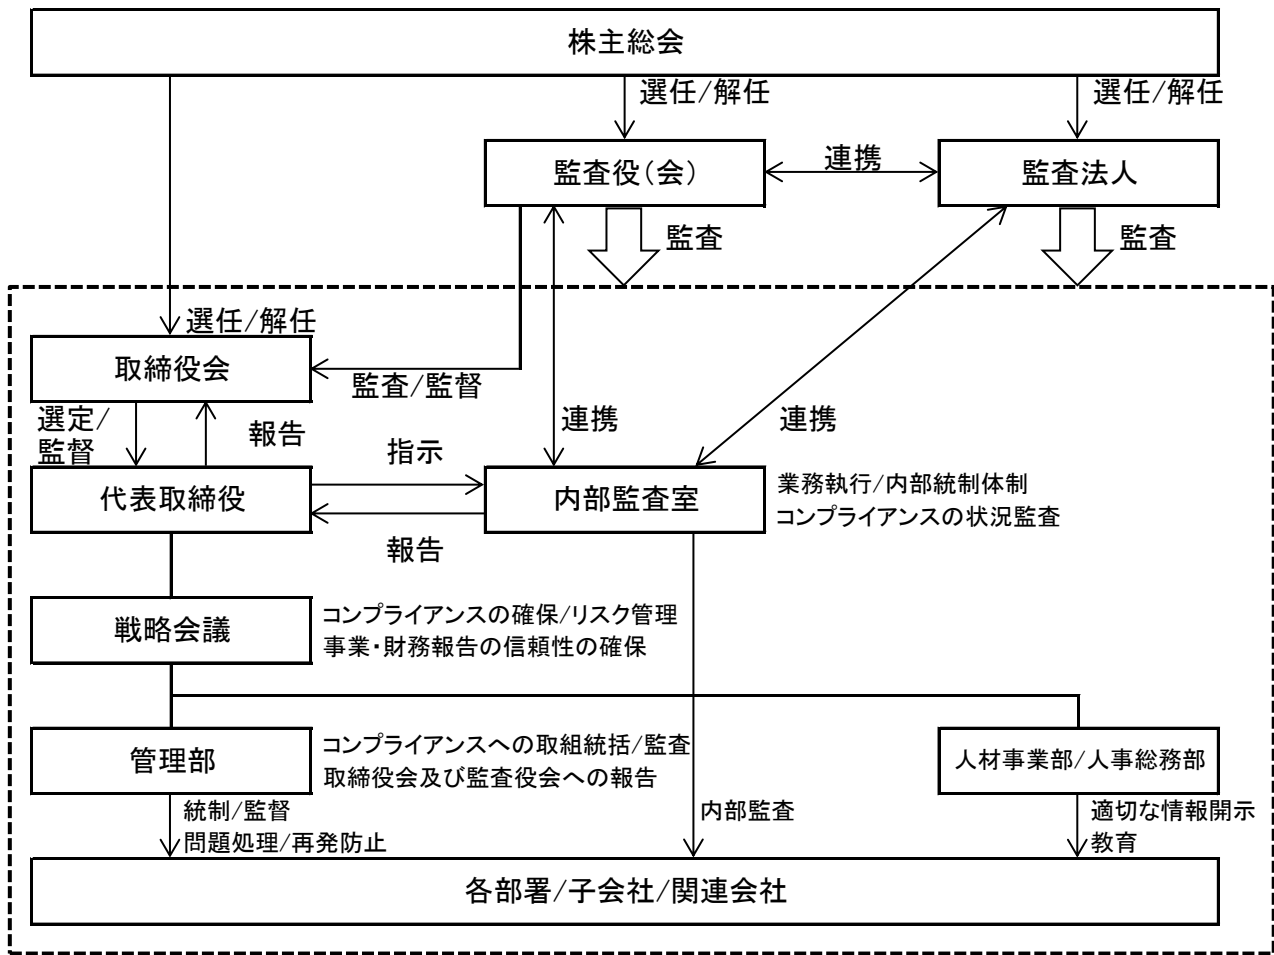 株主総会
選任/解任
選任/解任
監査役(会)
連携
監査法人
監査
監査
選任/解任
取締役会
監査/監督
選定/
監督
報告
連携
連携
指示
代表取締役
内部監査室
業務執行/内部統制体制
コンプライアンスの状況監査
報告
戦略会議
コンプライアンスの確保/リスク管理
事業・財務報告の信頼性の確保
管理部
コンプライアンスへの取組統括/監査
取締役会及び監査役会への報告
人材事業部/人事総務部
統制/監督
問題処理/再発防止
内部監査
適切な情報開示
教育
各部署/子会社/関連会社